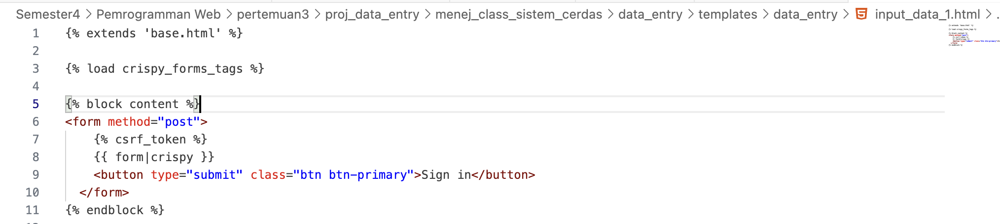 Semester4 > Pemrogramman Web > pertemuan3 > proj_data_entry > menej_class_sistem_cerdas > data_entry > templates > data_entry > input_data_1.html > .
1 {% extends 'base.html' %}
2
3 {% load crispy_forms_tags %}
4
5 {% block content %}
6 <form method="post">
7     {% csrf_token %}
8     {{ form|crispy }}
9     <button type="submit" class="btn btn-primary">Sign in</button>
10   </form>
11 {% endblock %}